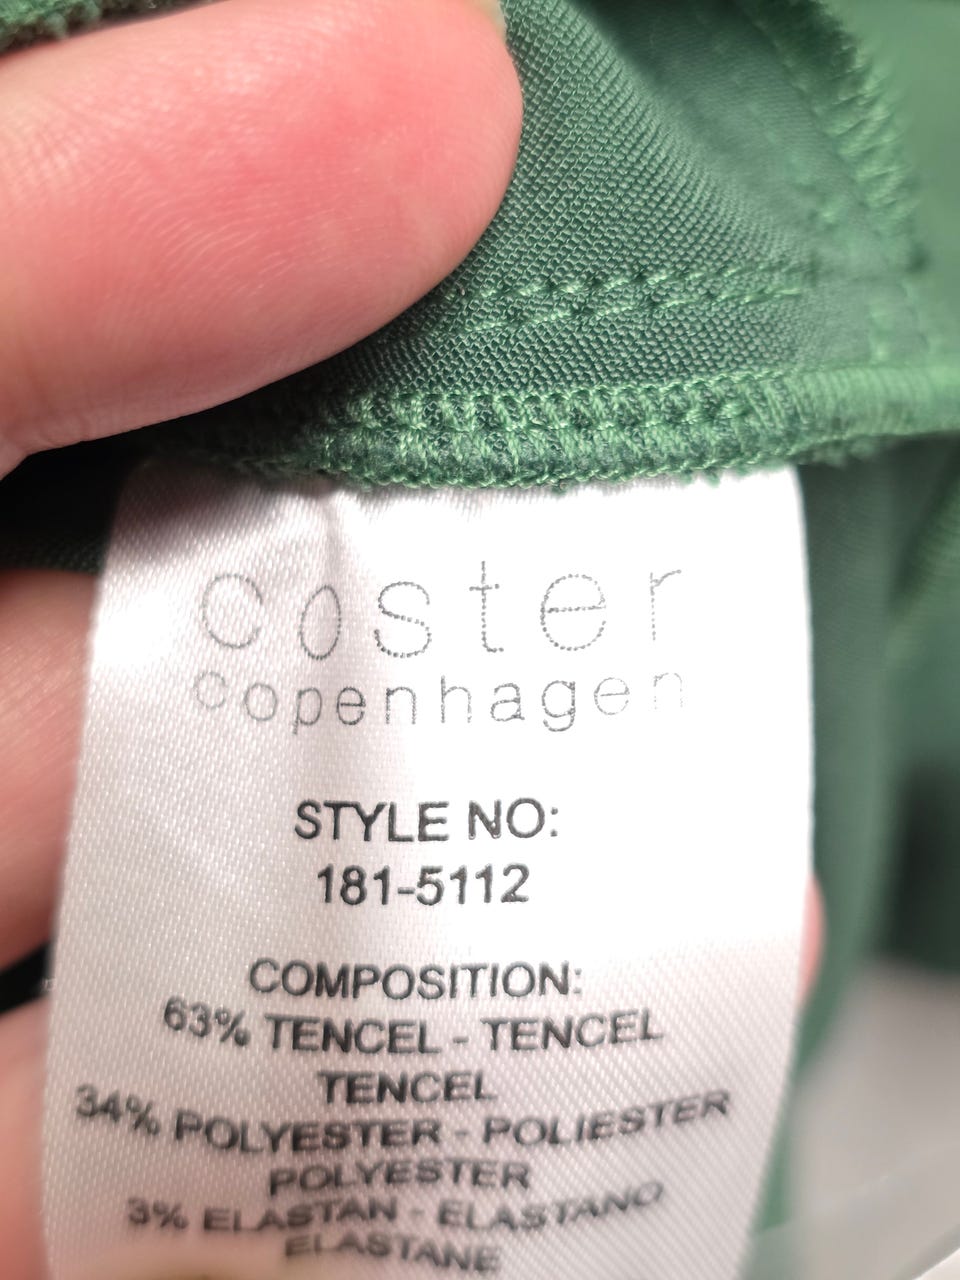 coster
copenhagen
STYLE NO:
181-5112
COMPOSITION:
63% TENCEL - TENCEL
TENCEL
34% POLYESTER - POLIESTER
POLYESTER
3% ELASTAN - ELASTANO
ELASTANE